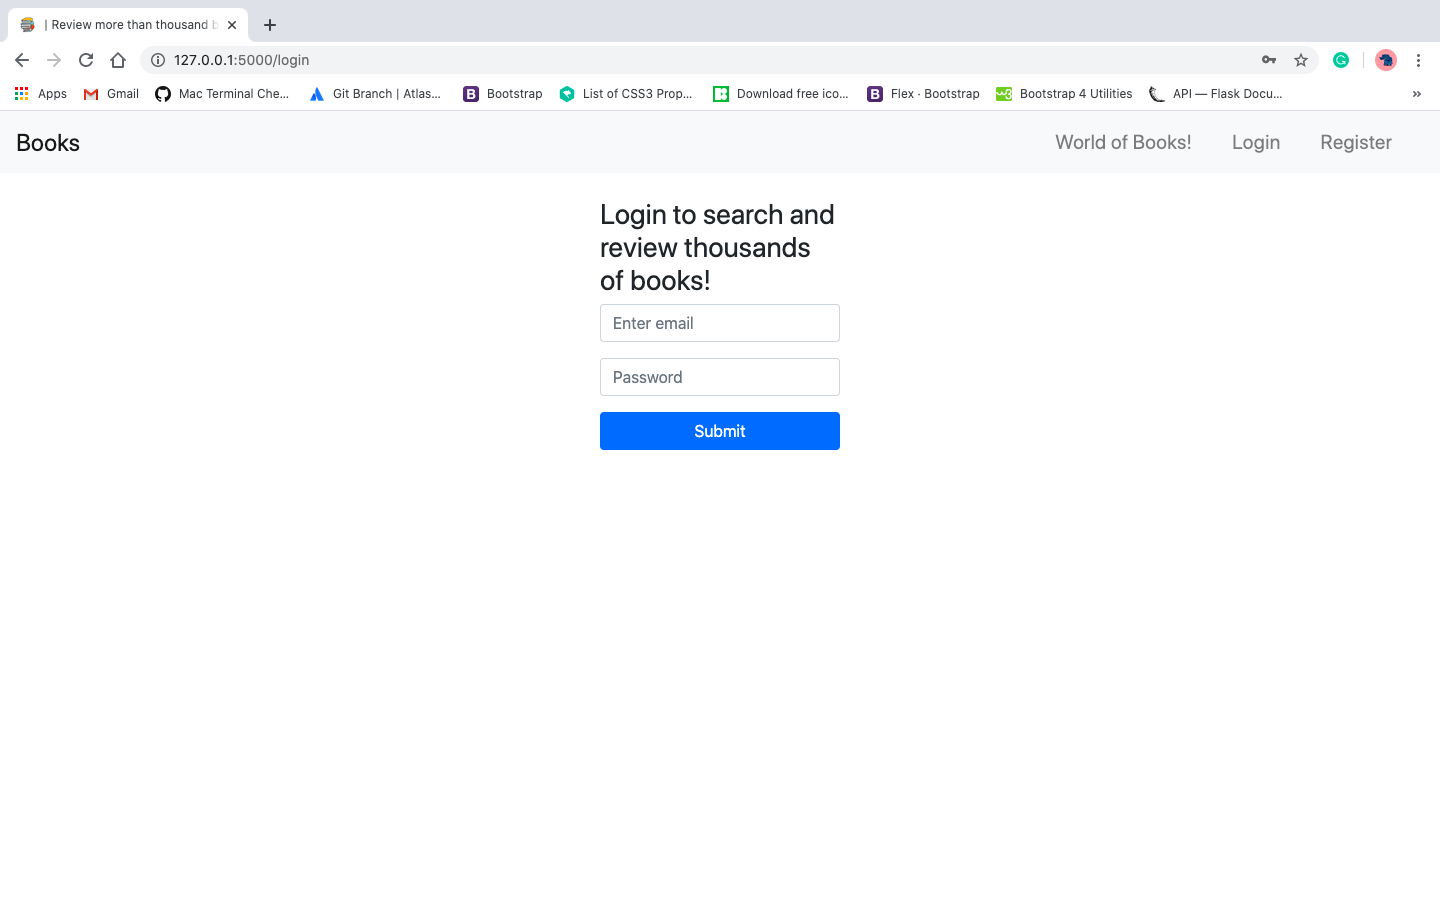 | Review more than thousand b
127.0.0.1:5000/login
Apps Gmail Mac Terminal Che... Git Branch | Atlas... Bootstrap List of CSS3 Prop... Download free ico... Flex · Bootstrap Bootstrap 4 Utilities API — Flask Docu... »
Books World of Books! Login Register
Login to search and
review thousands
of books!
Enter email
Password
Submit